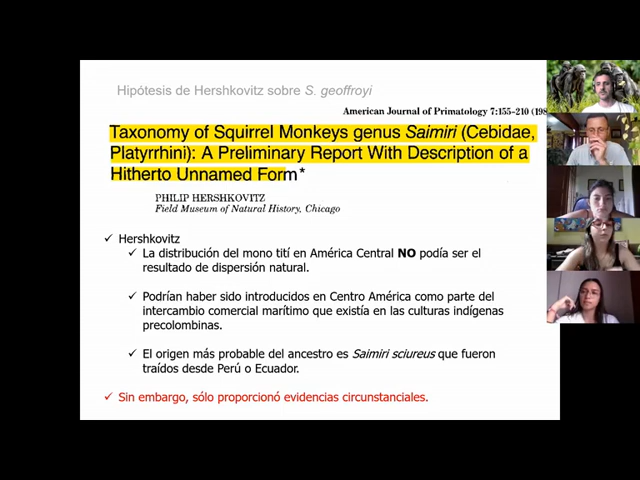 Hipótesis de Hershkovitz sobre S. geoffroyi
American Journal of Primatology 7:155-210 (198
Taxonomy of Squirrel Monkeys genus Saimiri (Cebidae,
Platyrrhini): A Preliminary Report With Description of a
Hitherto Unnamed Form*
PHILIP HERSHKOVITZ
Field Museum of Natural History, Chicago
✓ Hershkovitz
✓ La distribución del mono tití en América Central NO podía ser el
resultado de dispersión natural.
✓ Podrían haber sido introducidos en Centro América como parte del
intercambio comercial marítimo que existía en las culturas indígenas
precolombinas.
✓ El origen más probable del ancestro es Saimiri sciureus que fueron
traídos desde Perú o Ecuador.
✓ Sin embargo, sólo proporcionó evidencias circunstanciales.